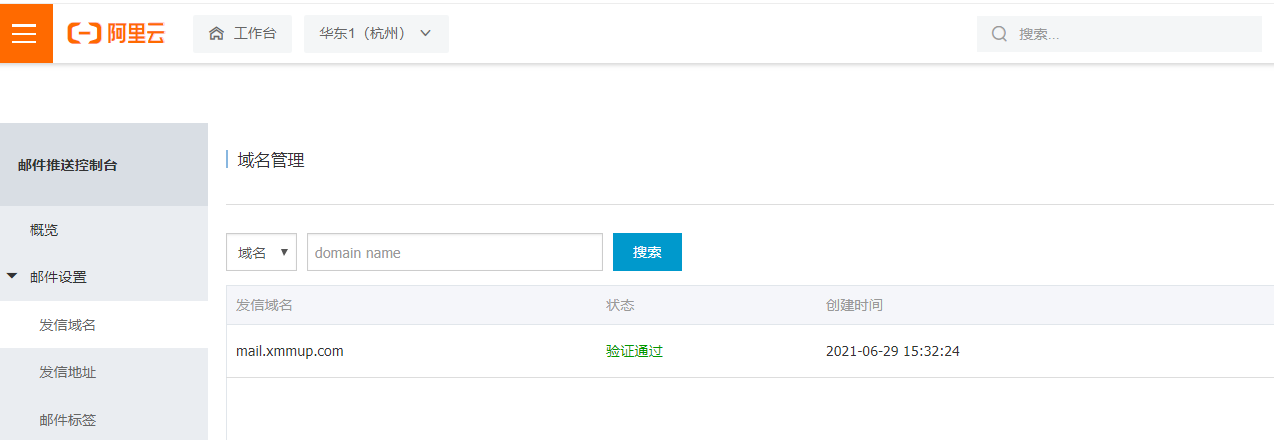 阿里云 工作台 华东1（杭州） 搜索...
邮件推送控制台
域名管理
概览
域名 domain name 搜索
邮件设置
发信域名 状态 创建时间
发信域名
mail.xmmup.com 验证通过 2021-06-29 15:32:24
发信地址
邮件标签